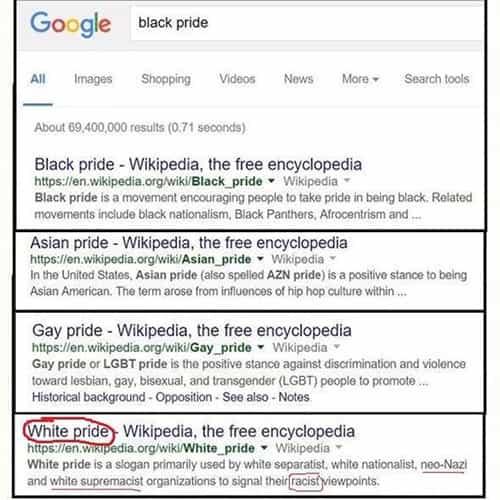 Google black pride
All Images Shopping Videos News More Search tools
About 69,400,000 results (0.71 seconds)
Black pride - Wikipedia, the free encyclopedia
https://en.wikipedia.org/wiki/Black_pride Wikipedia
Black pride is a movement encouraging people to take pride in being black. Related
movements include black nationalism, Black Panthers, Afrocentrism and ...
Asian pride - Wikipedia, the free encyclopedia
https://en.wikipedia.org/wiki/Asian_pride Wikipedia
In the United States, Asian pride (also spelled AZN pride) is a positive stance to being
Asian American. The term arose from influences of hip hop culture within ...
Gay pride - Wikipedia, the free encyclopedia
https://en.wikipedia.org/wiki/Gay_pride Wikipedia
Gay pride or LGBT pride is the positive stance against discrimination and violence
toward lesbian, gay, bisexual, and transgender (LGBT) people to promote ...
Historical background - Opposition - See also - Notes
White pride - Wikipedia, the free encyclopedia
https://en.wikipedia.org/wiki/White_pride Wikipedia
White pride is a slogan primarily used by white separatist, white nationalist, neo-Nazi
and white supremacist organizations to signal their racist viewpoints.